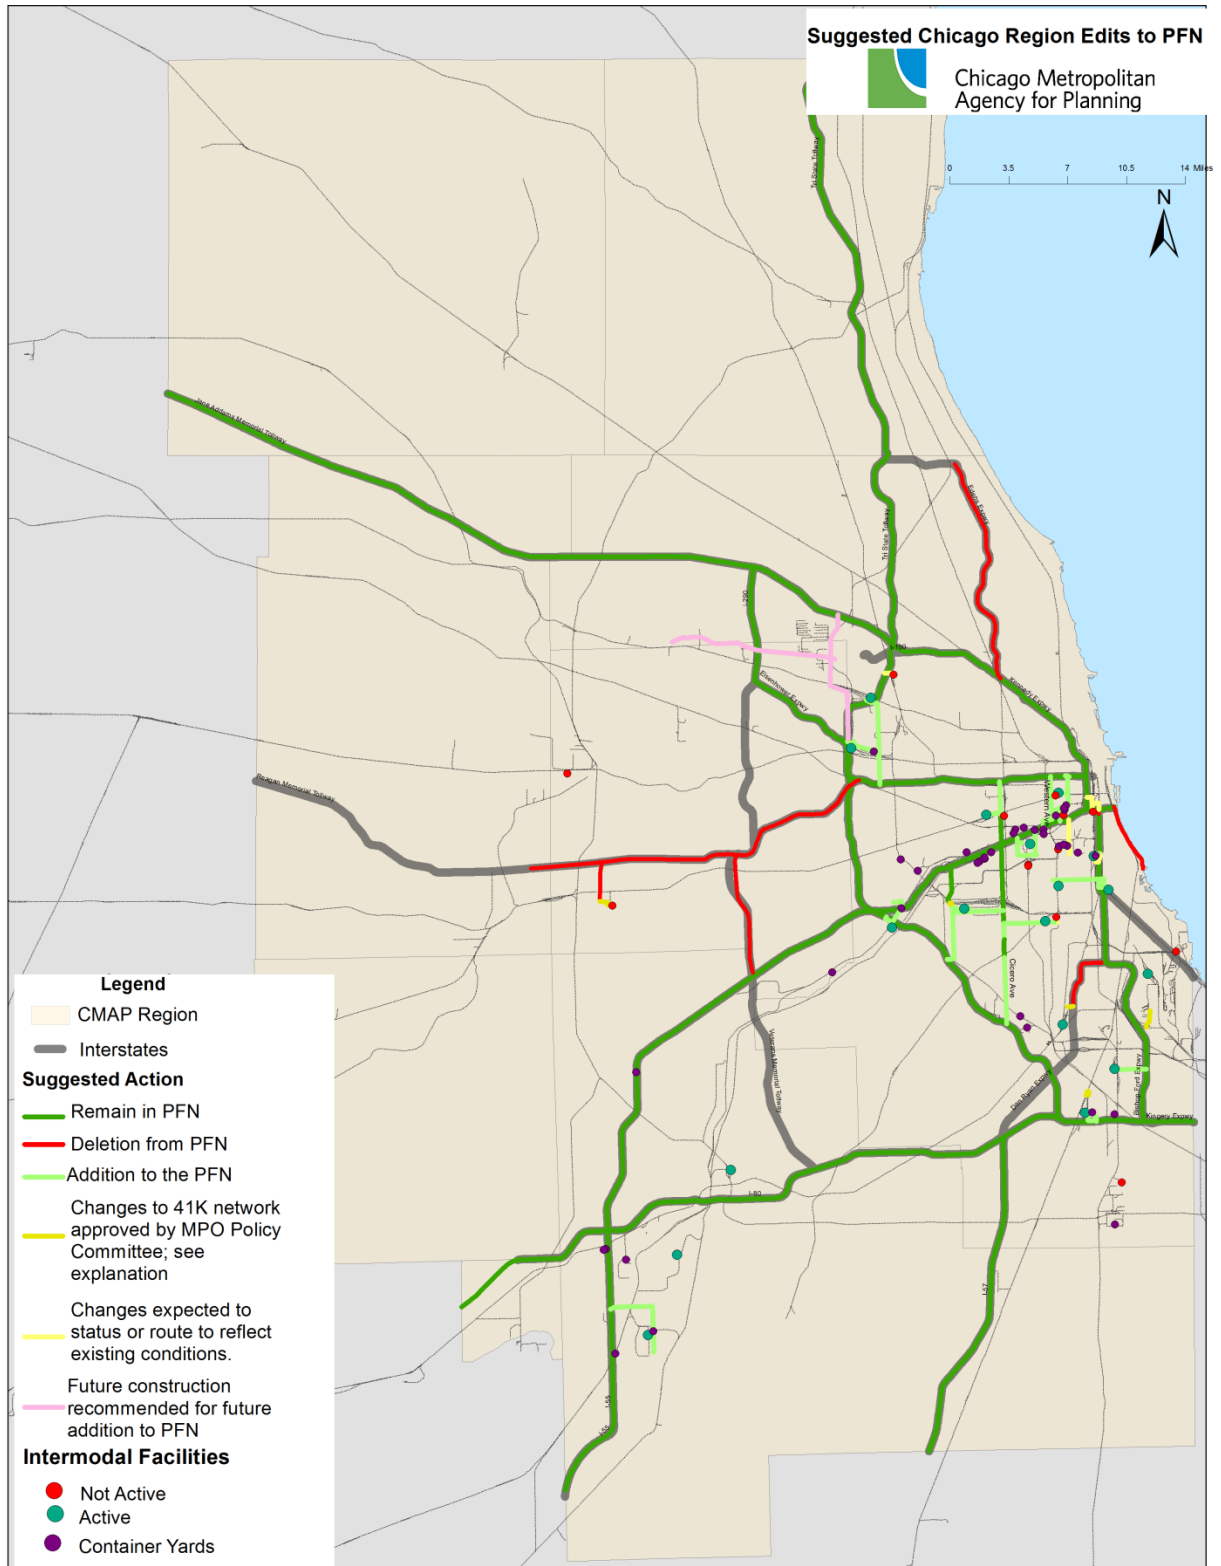 Suggested Chicago Region Edits to PFN
Chicago Metropolitan
Agency for Planning
0 3.5 7 10.5 14 Miles
N
Tri State Tollway
Jane Addams Memorial Tollway
Edens Expwy
Tri State Tollway
I-290
I-190
Kennedy Expwy
Eisenhower Expwy
Reagan Memorial Tollway
Western Ave
Cicero Ave
Veterans Memorial Tollway
Dan Ryan Expwy
Bishop Ford Expwy
Kingery Expwy
I-80
I-57
I-55
I-55
Legend
CMAP Region
Interstates
Suggested Action
Remain in PFN
Deletion from PFN
Addition to the PFN
Changes to 41K network
approved by MPO Policy
Committee; see
explanation
Changes expected to
status or route to reflect
existing conditions.
Future construction
recommended for future
addition to PFN
Intermodal Facilities
Not Active
Active
Container Yards